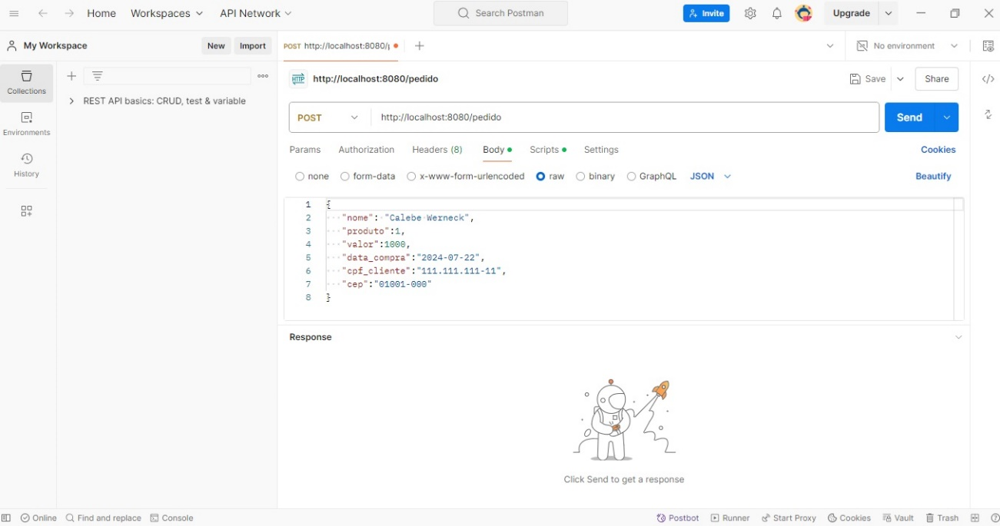 Home Workspaces API Network Search Postman Invite Upgrade
My Workspace New Import POST http://localhost:8080/p No environment
Collections
REST API basics: CRUD, test & variable
Environments
History
HTTP http://localhost:8080/pedido Save Share
POST http://localhost:8080/pedido Send
Params Authorization Headers (8) Body Scripts Settings Cookies
none form-data x-www-form-urlencoded raw binary GraphQL JSON Beautify
1 {
2 "nome": "Calebe Werneck",
3 "produto":1,
4 "valor":1000,
5 "data_compra":"2024-07-22",
6 "cpf_cliente":"111.111.111-11",
7 "cep":"01001-000"
8 }
Response
Click Send to get a response
Online Find and replace Console Postbot Runner Start Proxy Cookies Vault Trash